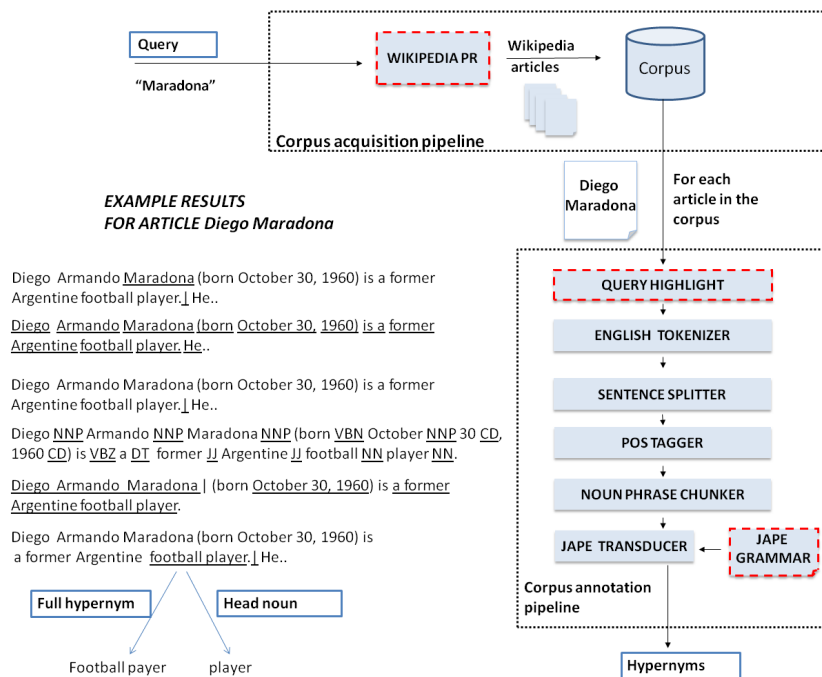 Query
"Maradona"
WIKIPEDIA PR
Wikipedia
articles
Corpus
Corpus acquisition pipeline
Diego
Maradona
For each
article in the
corpus
EXAMPLE RESULTS
FOR ARTICLE Diego Maradona
Diego Armando Maradona (born October 30, 1960) is a former
Argentine football player.| He..
Diego Armando Maradona (born October 30, 1960) is a former
Argentine football player. He..
Diego Armando Maradona (born October 30, 1960) is a former
Argentine football player.| He..
Diego NNP Armando NNP Maradona NNP (born VBN October NNP 30 CD,
1960 CD) is VBZ a DT former JJ Argentine JJ football NN player NN.
Diego Armando Maradona | (born October 30, 1960) is a former
Argentine football player.
Diego Armando Maradona (born October 30, 1960) is
a former Argentine football player.| He..
Full hypernym
Head noun
Football payer
player
QUERY HIGHLIGHT
ENGLISH TOKENIZER
SENTENCE SPLITTER
POS TAGGER
NOUN PHRASE CHUNKER
JAPE TRANSDUCER
JAPE
GRAMMAR
Corpus annotation
pipeline
Hypernyms